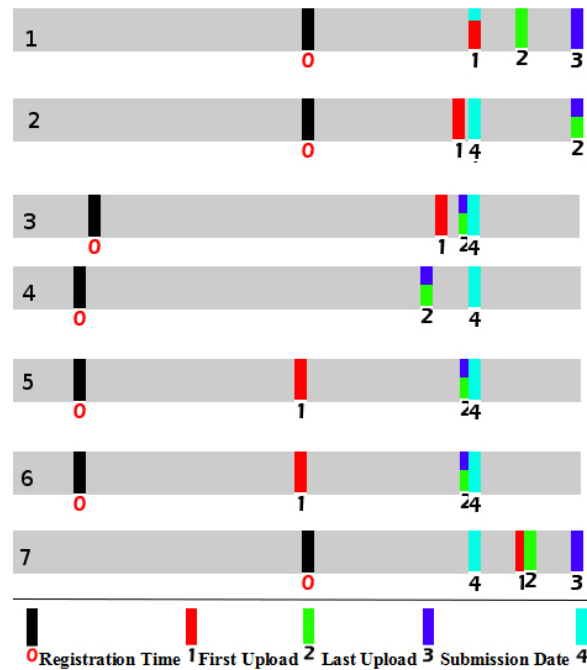 1
0 1 2 3
2
0 1 4 2
3
0 1 2 4
4
0 2 4
5
0 1 2 4
6
0 1 2 4
7
0 4 1 2 3
0 Registration Time 1 First Upload 2 Last Upload 3 Submission Date 4